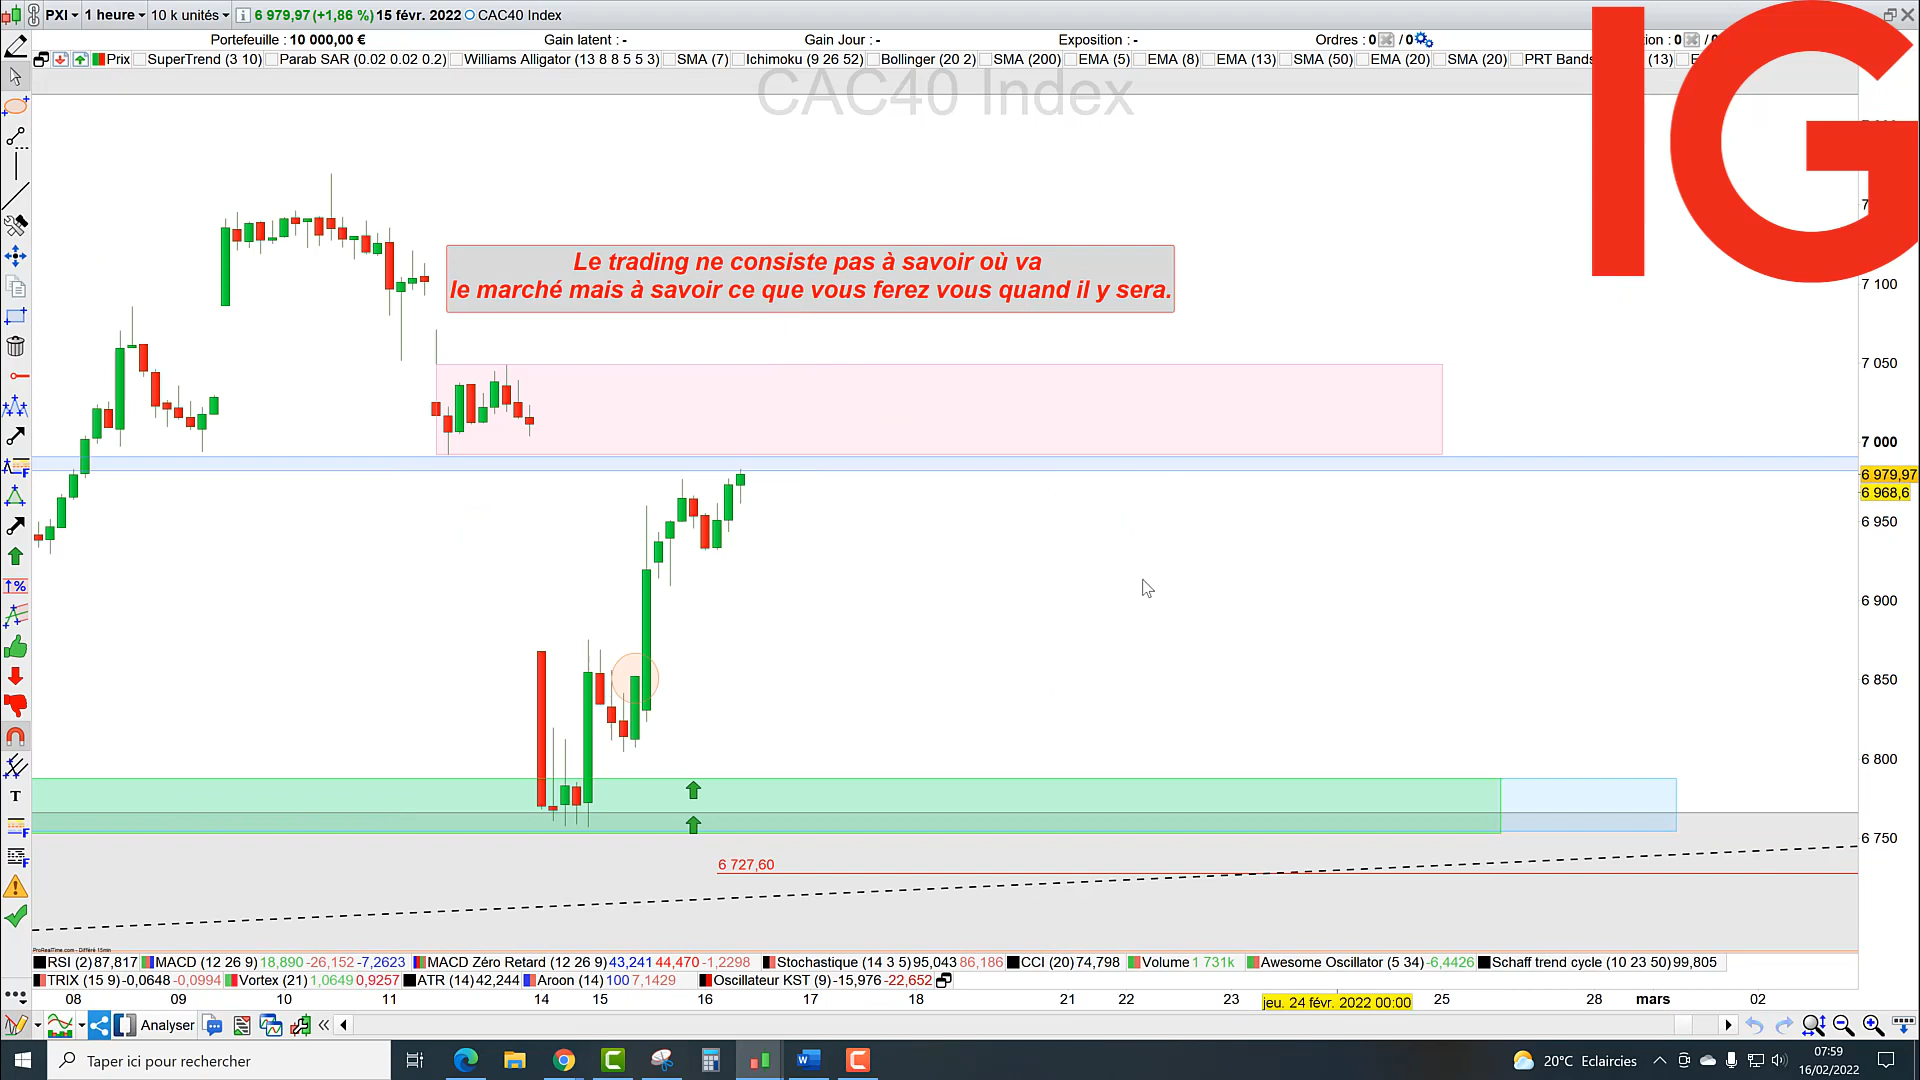 PXI 1 heure 10 k unités 6 979,97 (+1,86 %) 15 févr. 2022 CAC40 Index
Portefeuille : 10 000,00 € Gain latent : - Gain Jour : - Exposition : - Ordres : 0 / 0 tion : 0 / 0
Prix SuperTrend (3 10) Parab SAR (0.02 0.02 0.2) Williams Alligator (13 8 8 5 5 3) SMA (7) Ichimoku (9 26 52) Bollinger (20 2) SMA (200) EMA (5) EMA (8) EMA (13) SMA (50) EMA (20) SMA (20) PRT Bands (13)
CAC40 Index
IG
Le trading ne consiste pas à savoir où va
le marché mais à savoir ce que vous ferez vous quand il y sera.
7 100
7 050
7 000
6 979,97
6 968,6
6 950
6 900
6 850
6 800
6 750
6 727,60
ProRealTime.com - Différé 15min
RSI (2) 87,817 MACD (12 26 9) 18,890 -26,152 -7,2623 MACD Zéro Retard (12 26 9) 43,241 44,470 -1,2298 Stochastique (14 3 5) 95,043 86,186 CCI (20) 74,798 Volume 1 731k Awesome Oscillator (5 34) -6,4426 Schaff trend cycle (10 23 50) 99,805
TRIX (15 9) -0,0648 -0,0994 Vortex (21) 1,0649 0,9257 ATR (14) 42,244 Aroon (14) 100 7,1429 Oscillateur KST (9) -15,976 -22,652
08 09 10 11 14 15 16 17 18 21 22 23 jeu. 24 févr. 2022 00:00 25 28 mars 02
Analyser
Taper ici pour rechercher
20°C Eclaircies
07:59
16/02/2022